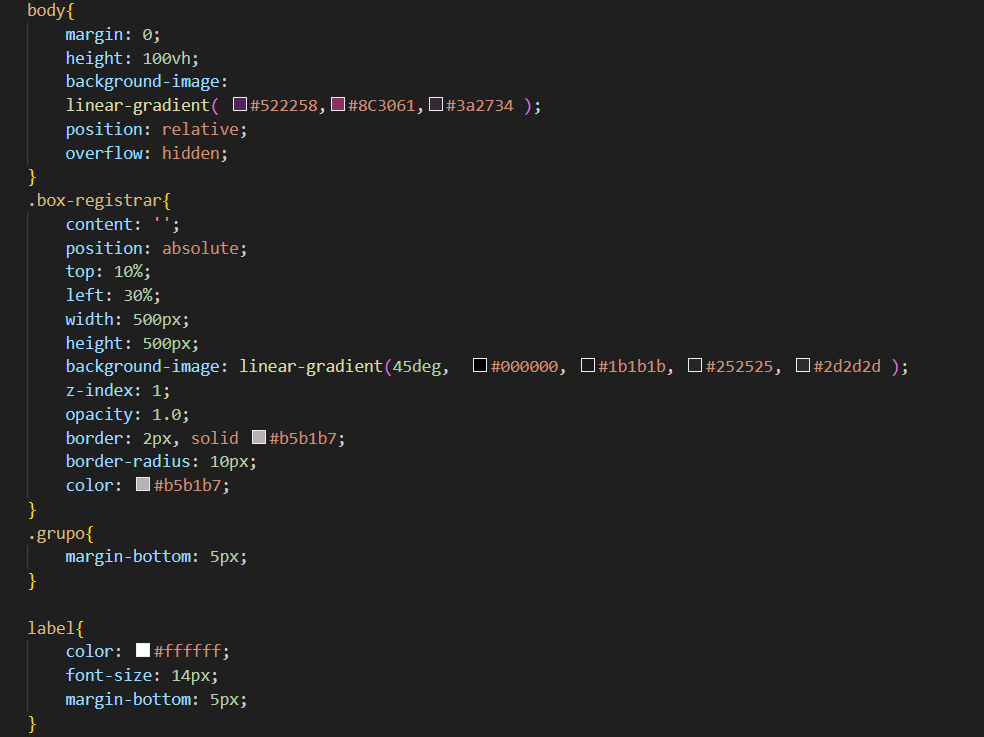 body{
margin: 0;
height: 100vh;
background-image:
linear-gradient( #522258,#8C3061,#3a2734 );
position: relative;
overflow: hidden;
}
.box-registrar{
content: '';
position: absolute;
top: 10%;
left: 30%;
width: 500px;
height: 500px;
background-image: linear-gradient(45deg,  #000000, #1b1b1b, #252525, #2d2d2d );
z-index: 1;
opacity: 1.0;
border: 2px, solid #b5b1b7;
border-radius: 10px;
color: #b5b1b7;
}
.grupo{
margin-bottom: 5px;
}
label{
color: #ffffff;
font-size: 14px;
margin-bottom: 5px;
}